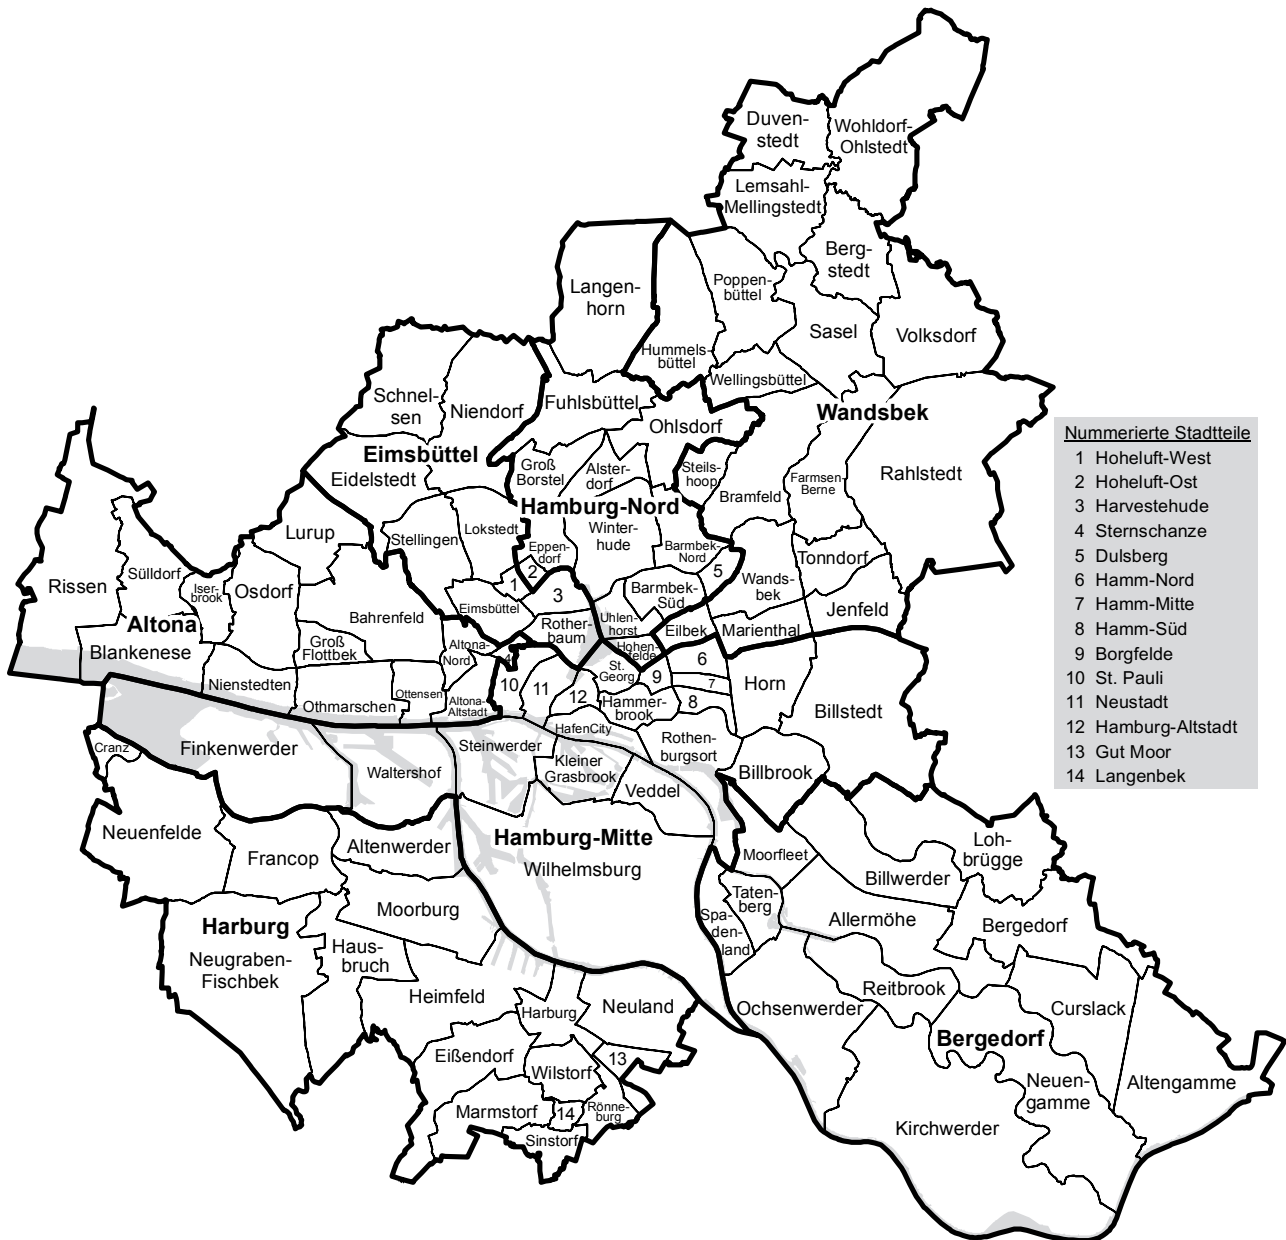 Duven-
stedt
Wohldorf-
Ohlstedt
Lemsahl-
Mellingstedt
Berg-
stedt
Langen-
horn
Poppen-
büttel
Sasel
Volksdorf
Hummels-
büttel
Wellingsbüttel
Schnel-
sen
Niendorf
Fuhlsbüttel
Ohlsdorf
Wandsbek
Eimsbüttel
Eidelstedt
Groß
Borstel
Alster-
dorf
Steils-
hoop
Bramfeld
Farmsen-
Berne
Rahlstedt
Hamburg-Nord
Lurup
Stellingen
Lokstedt
Eppen-
dorf
Winter-
hude
Barmbek-
Nord
Tonndorf
Rissen
Sülldorf
Iser-
brook
Osdorf
1
2
3
5
Wands-
bek
Barmbek-
Süd
Jenfeld
Altona
Blankenese
Bahrenfeld
Eimsbüttel
Rother-
baum
Uhlen-
horst
Eilbek
Marienthal
Groß
Flottbek
Altona-
Nord
4
Hohen-
felde
6
St.
Georg
9
7
Horn
Nienstedten
Othmarschen
Ottensen
Altona-
Altstadt
10
11
12
Hammer-
brook
8
Billstedt
Finkenwerder
Cranz
Waltershof
Steinwerder
HafenCity
Kleiner
Grasbrook
Rothen-
burgsort
Veddel
Billbrook
Neuenfelde
Francop
Altenwerder
Hamburg-Mitte
Wilhelmsburg
Moorfleet
Loh-
brügge
Billwerder
Moorburg
Harburg
Neugraben-
Fischbek
Haus-
bruch
Heimfeld
Taten-
berg
Spa-
den-
land
Allermöhe
Bergedorf
Harburg
Neuland
Ochsenwerder
Reitbrook
Curslack
Bergedorf
Eißendorf
Wilstorf
13
Neuen-
gamme
Altengamme
Marmstorf
14
Rönne-
burg
Sinstorf
Kirchwerder
Nummerierte Stadtteile
1 Hoheluft-West
2 Hoheluft-Ost
3 Harvestehude
4 Sternschanze
5 Dulsberg
6 Hamm-Nord
7 Hamm-Mitte
8 Hamm-Süd
9 Borgfelde
10 St. Pauli
11 Neustadt
12 Hamburg-Altstadt
13 Gut Moor
14 Langenbek